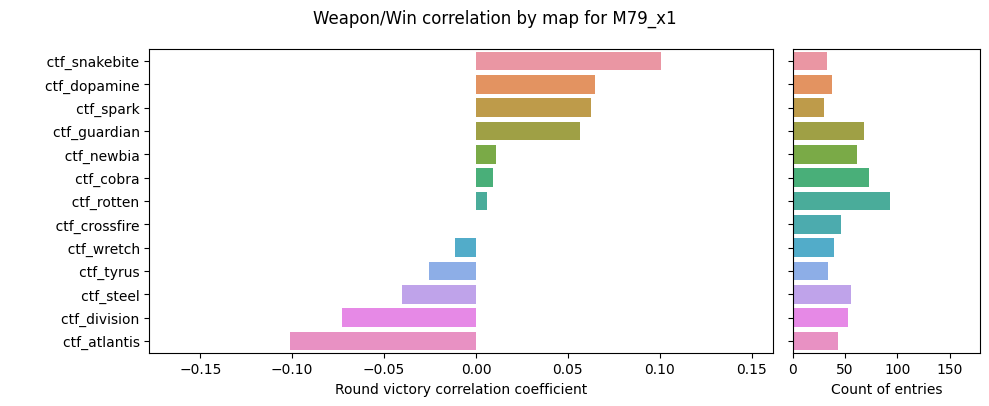 Weapon/Win correlation by map for M79_x1
ctf_snakebite
ctf_dopamine
ctf_spark
ctf_guardian
ctf_newbia
ctf_cobra
ctf_rotten
ctf_crossfire
ctf_wretch
ctf_tyrus
ctf_steel
ctf_division
ctf_atlantis
−0.15 −0.10 −0.05 0.00 0.05 0.10 0.15
Round victory correlation coefficient
0 50 100 150
Count of entries